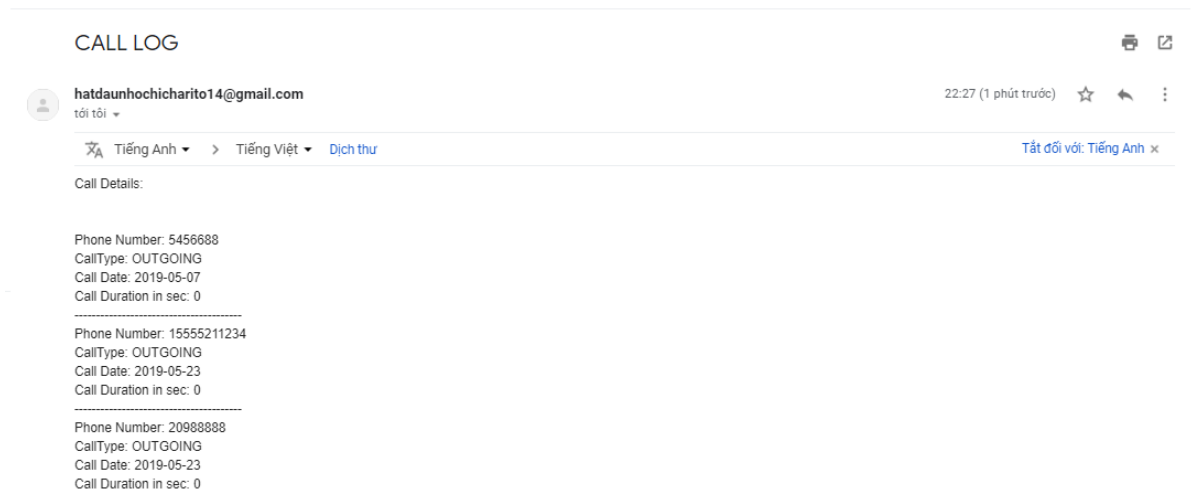 CALL LOG
hatdaunhochicharito14@gmail.com
22:27 (1 phút trước)
tới tôi
Tiếng Anh > Tiếng Việt Dịch thư
Tắt đối với: Tiếng Anh ×
Call Details:
Phone Number: 5456688
CallType: OUTGOING
Call Date: 2019-05-07
Call Duration in sec: 0
---------------------------------------
Phone Number: 15555211234
CallType: OUTGOING
Call Date: 2019-05-23
Call Duration in sec: 0
---------------------------------------
Phone Number: 20988888
CallType: OUTGOING
Call Date: 2019-05-23
Call Duration in sec: 0